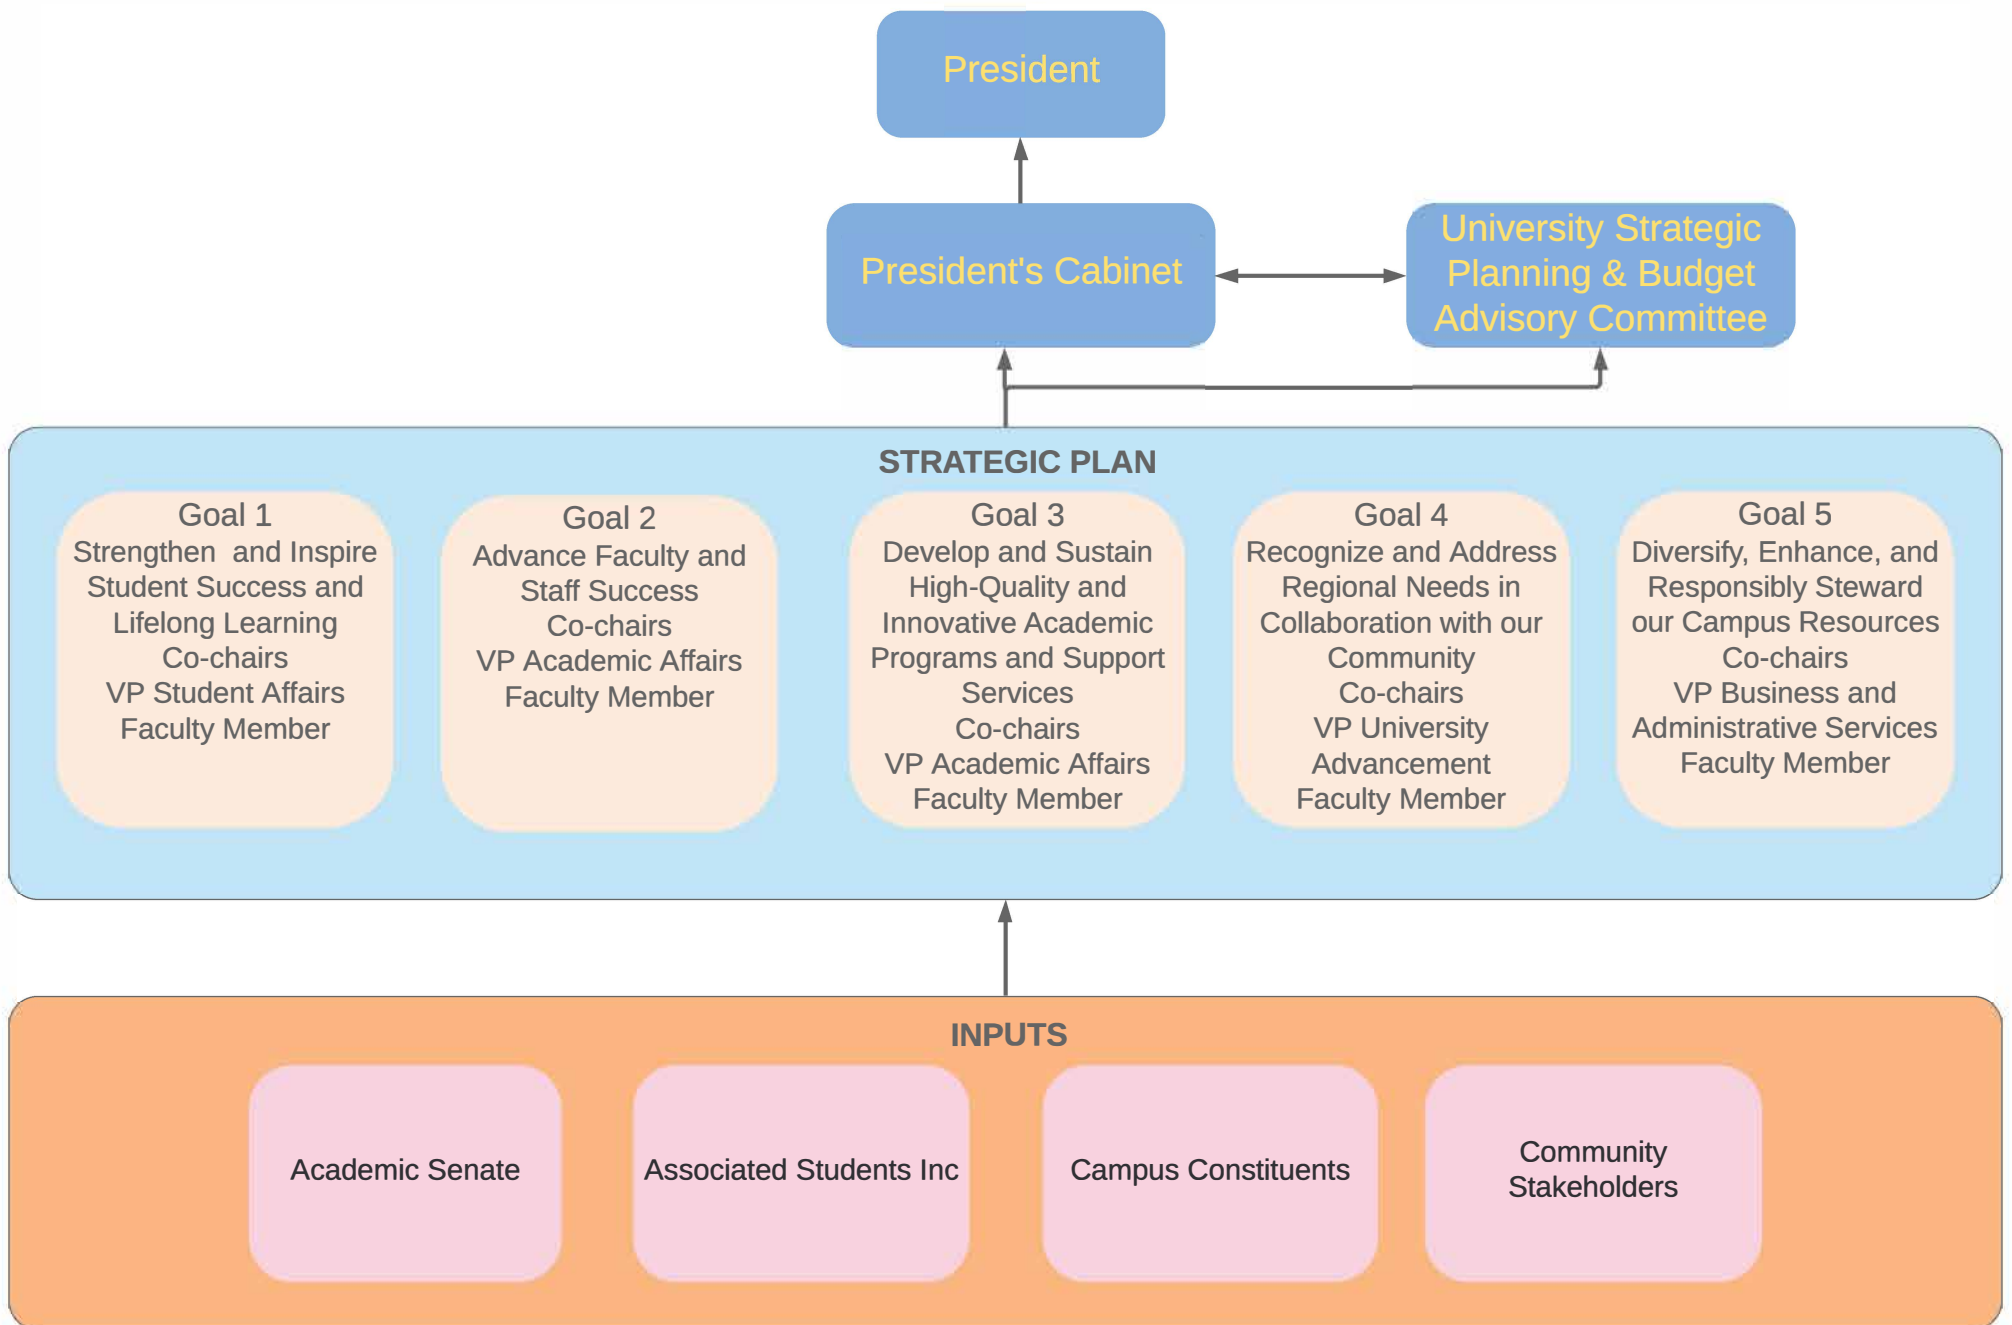 President
President's Cabinet
University Strategic
Planning & Budget
Advisory Committee
STRATEGIC PLAN
Goal 1
Strengthen  and Inspire
Student Success and
Lifelong Learning
Co-chairs
VP Student Affairs
Faculty Member
Goal 2
Advance Faculty and
Staff Success
Co-chairs
VP Academic Affairs
Faculty Member
Goal 3
Develop and Sustain
High-Quality and
Innovative Academic
Programs and Support
Services
Co-chairs
VP Academic Affairs
Faculty Member
Goal 4
Recognize and Address
Regional Needs in
Collaboration with our
Community
Co-chairs
VP University
Advancement
Faculty Member
Goal 5
Diversify, Enhance, and
Responsibly Steward
our Campus Resources
Co-chairs
VP Business and
Administrative Services
Faculty Member
INPUTS
Academic Senate
Associated Students Inc
Campus Constituents
Community
Stakeholders